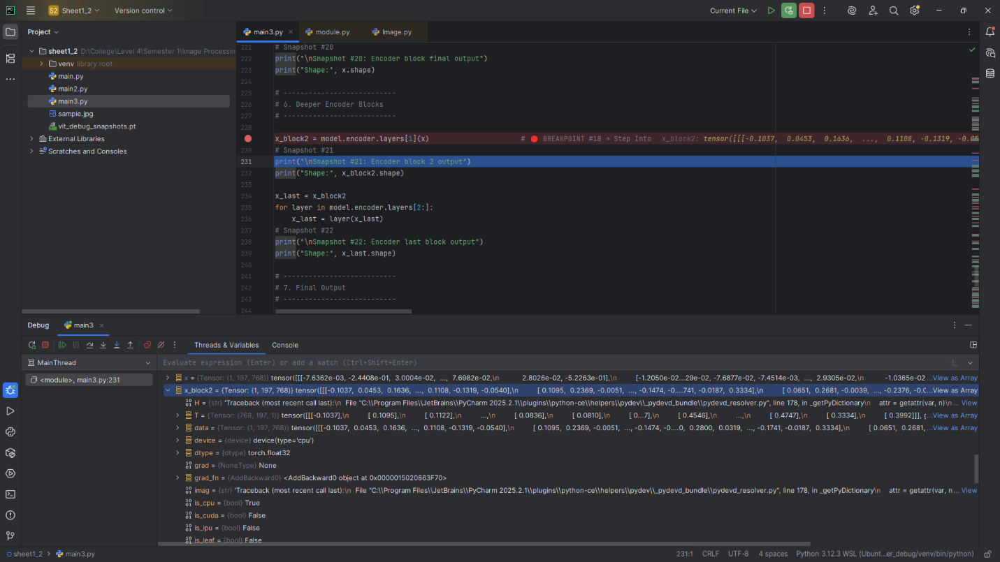 PC
S2 Sheet1_2 Version control Current File
Project main3.py module.py Image.py
sheet1_2 D:\College\Level 4\Semester 1\Image Processin
venv library root
main.py
main2.py
main3.py
sample.jpg
vit_debug_snapshots.pt
External Libraries
Scratches and Consoles
221 # Snapshot #20
222 print("\nSnapshot #20: Encoder block final output")
223 print("Shape:", x.shape)
224
225 # ---------------------------
226 # 6. Deeper Encoder Blocks
227 # ---------------------------
228
x_block2 = model.encoder.layers[1](x) # 🔴 BREAKPOINT #18 → Step Into x_block2: tensor([[[-0.1037, 0.0453, 0.1636, ..., 0.1108, -0.1319, -0.05
230 # Snapshot #21
231 print("\nSnapshot #21: Encoder block 2 output")
232 print("Shape:", x_block2.shape)
233
234 x_last = x_block2
235 for layer in model.encoder.layers[2:]:
236 x_last = layer(x_last)
237 # Snapshot #22
238 print("\nSnapshot #22: Encoder last block output")
239 print("Shape:", x_last.shape)
240
241 # ---------------------------
242 # 7. Final Output
243 # ---------------------------
244
Debug main3
Threads & Variables Console
MainThread
<module>, main3.py:231
Evaluate expression (Enter) or add a watch (Ctrl+Shift+Enter)
x = {Tensor: (1, 197, 768)} tensor([[[-7.6362e-03, -2.4408e-01, 3.0004e-02, ..., 7.6982e-02,\n 2.8026e-02, -5.2263e-01],\n [-1.2050e-02...29e-02, -7.6877e-02, -7.4514e-03, ..., 2.9305e-02,\n -1.0365e-02 ...View as Array
x_block2 = {Tensor: (1, 197, 768)} tensor([[[-0.1037, 0.0453, 0.1636, ..., 0.1108, -0.1319, -0.0540],\n [ 0.1095, 0.2369, -0.0051, ..., -0.1474, -0....741, -0.0187, 0.3334],\n [ 0.0651, 0.2681, -0.0039, ..., -0.2376, -0.0...View as Array
H = {str} 'Traceback (most recent call last):\n File "C:\\Program Files\\JetBrains\\PyCharm 2025.2.1\\plugins\\python-ce\\helpers\\pydev\\_pydevd_bundle\\pydevd_resolver.py", line 178, in _getPyDictionary\n attr = getattr(var, n)\n ... View
T = {Tensor: (768, 197, 1)} tensor([[[-0.1037],\n [ 0.1095],\n [ 0.1122],\n ...,\n [ 0.0836],\n [ 0.0810],\n [ 0...7],\n [ 0.4546],\n ...,\n [ 0.4747],\n [ 0.3334],\n [ 0.3992]]], g...View as Array
data = {Tensor: (1, 197, 768)} tensor([[[-0.1037, 0.0453, 0.1636, ..., 0.1108, -0.1319, -0.0540],\n [ 0.1095, 0.2369, -0.0051, ..., -0.1474, -0....0, 0.2800, 0.0319, ..., -0.1741, -0.0187, 0.3334],\n [ 0.0651, 0.2681, ...View as Array
device = {device} device(type='cpu')
dtype = {dtype} torch.float32
grad = {NoneType} None
grad_fn = {AddBackward0} <AddBackward0 object at 0x0000015020863F70>
imag = {str} 'Traceback (most recent call last):\n File "C:\\Program Files\\JetBrains\\PyCharm 2025.2.1\\plugins\\python-ce\\helpers\\pydev\\_pydevd_bundle\\pydevd_resolver.py", line 178, in _getPyDictionary\n attr = getattr(var, n... View
is_cpu = {bool} True
is_cuda = {bool} False
is_ipu = {bool} False
is_leaf = {bool} False
sheet1_2 main3.py 231:1 CRLF UTF-8 4 spaces Python 3.12.3 WSL (Ubunt...er_debug/venv/bin/python)